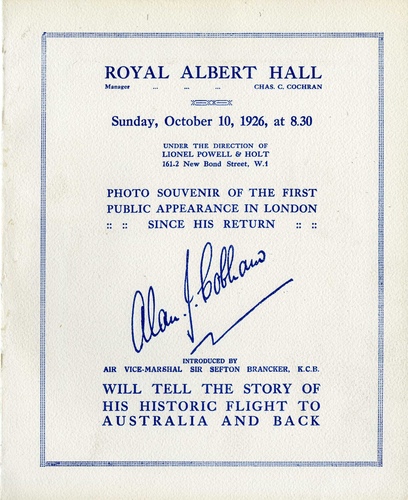 ROYAL ALBERT HALL
Manager ... ... ... CHAS. C. COCHRAN
Sunday, October 10, 1926, at 8.30
UNDER THE DIRECTION OF
LIONEL POWELL & HOLT
161-2 New Bond Street, W.1
PHOTO SOUVENIR OF THE FIRST
PUBLIC APPEARANCE IN LONDON
:: :: SINCE HIS RETURN :: ::
Alan. J. Cobham
INTRODUCED BY
AIR VICE-MARSHAL SIR SEFTON BRANCKER, K.C.B.
WILL TELL THE STORY OF
HIS HISTORIC FLIGHT TO
AUSTRALIA AND BACK